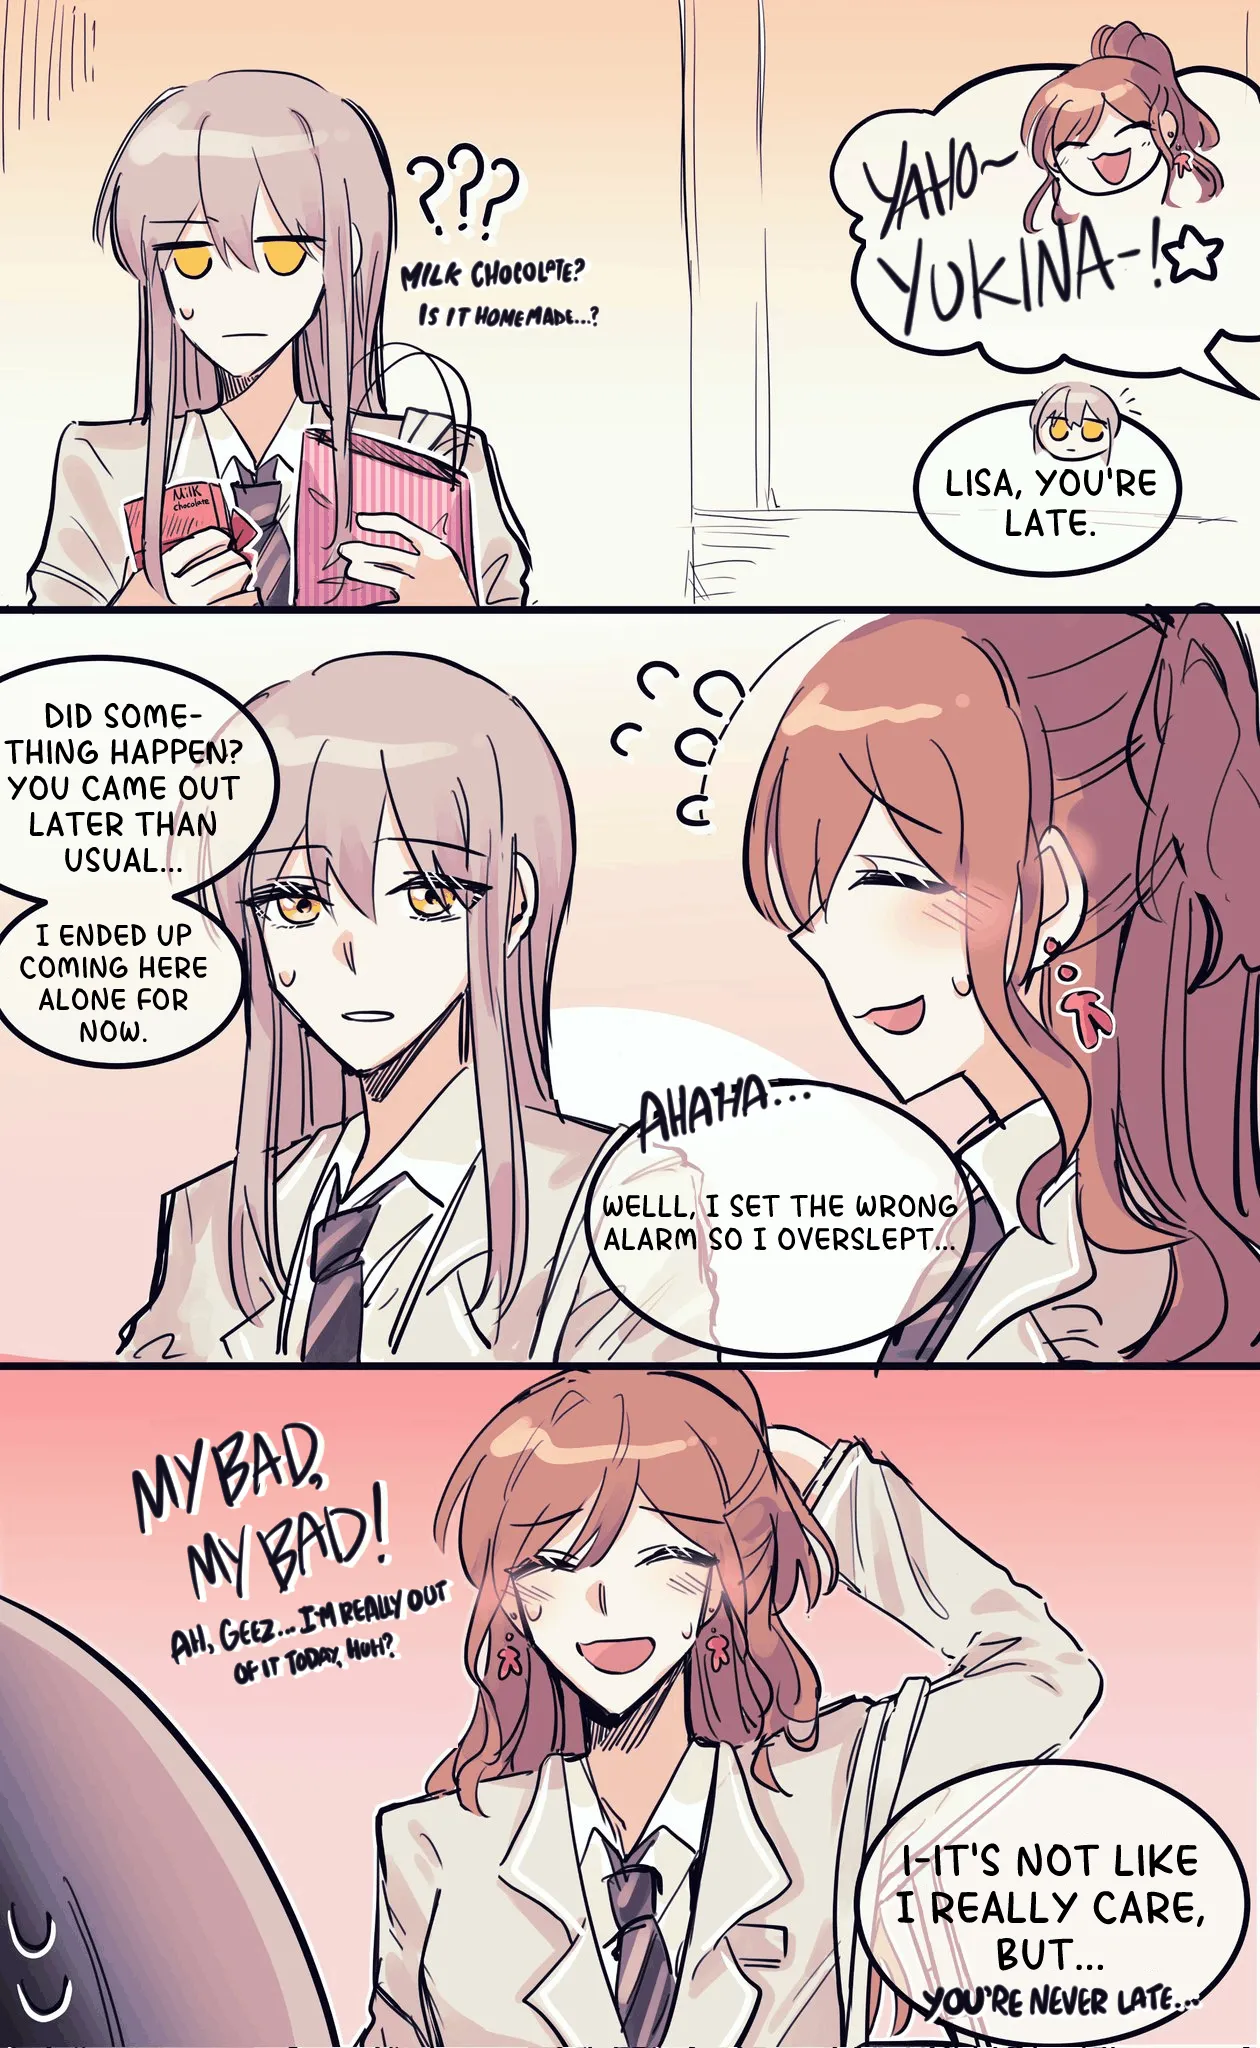 ???
MILK CHOCOLATE?
IS IT HOMEMADE...?
Milk
chocolate
YAHO~
YUKINA-!☆
LISA, YOU'RE
LATE.
DID SOME-
THING HAPPEN?
YOU CAME OUT
LATER THAN
USUAL...
I ENDED UP
COMING HERE
ALONE FOR
NOW.
AHAHA...
WELLL, I SET THE WRONG
ALARM SO I OVERSLEPT...
MY BAD,
MY BAD!
AH, GEEZ... I'M REALLY OUT
OF IT TODAY, HUH?
I-IT'S NOT LIKE
I REALLY CARE,
BUT...
YOU'RE NEVER LATE...